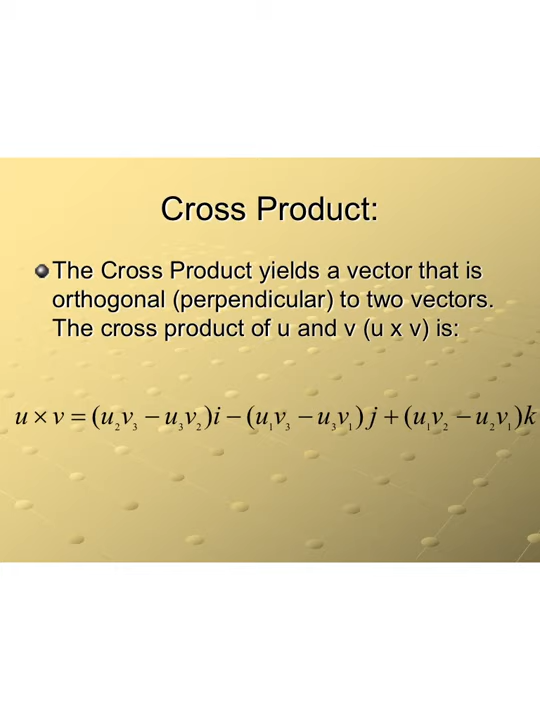 Cross Product:
The Cross Product yields a vector that is
orthogonal (perpendicular) to two vectors.
The cross product of u and v (u x v) is:
u × v = (u₂v₃ − u₃v₂)i − (u₁v₃ − u₃v₁)j + (u₁v₂ − u₂v₁)k